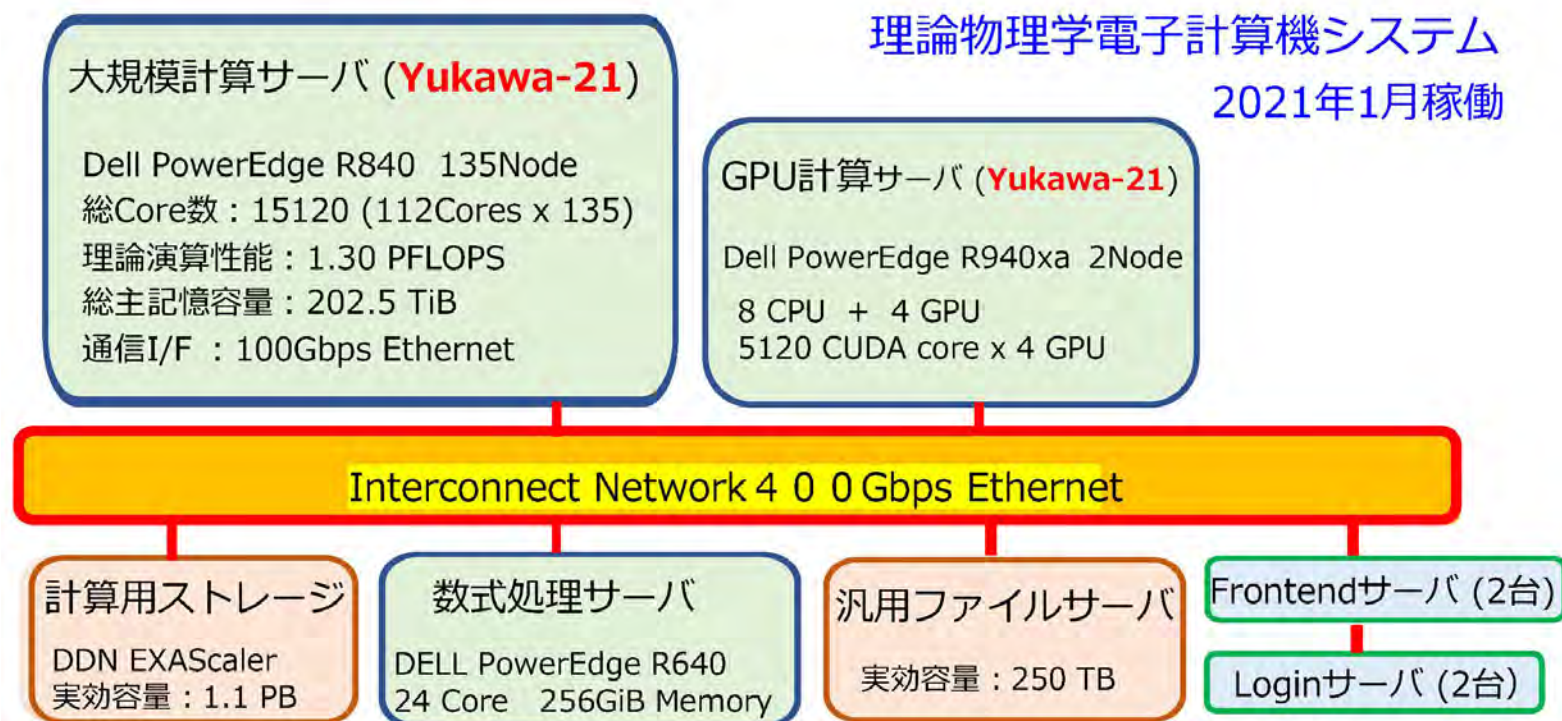 理論物理学電子計算機システム
2021年1月稼働
大規模計算サーバ (Yukawa-21)
Dell PowerEdge R840 135Node
総Core数：15120 (112Cores x 135)
理論演算性能：1.30 PFLOPS
総主記憶容量：202.5 TiB
通信I/F ：100Gbps Ethernet
GPU計算サーバ (Yukawa-21)
Dell PowerEdge R940xa 2Node
8 CPU + 4 GPU
5120 CUDA core x 4 GPU
Interconnect Network４００Gbps Ethernet
計算用ストレージ
DDN EXAScaler
実効容量：1.1 PB
数式処理サーバ
DELL PowerEdge R640
24 Core 256GiB Memory
汎用ファイルサーバ
実効容量：250 TB
Frontendサーバ (2台)
Loginサーバ (2台）